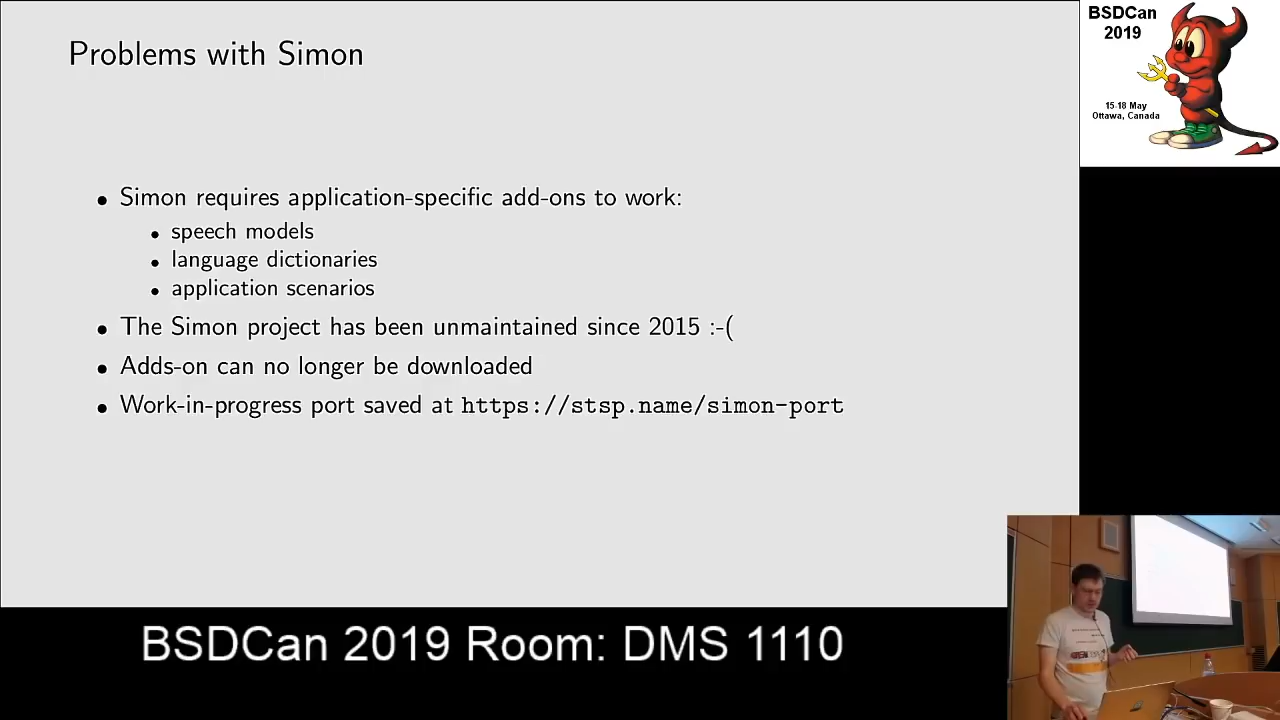 Problems with Simon
• Simon requires application-specific add-ons to work:
• speech models
• language dictionaries
• application scenarios
• The Simon project has been unmaintained since 2015 :-(
• Adds-on can no longer be downloaded
• Work-in-progress port saved at https://stsp.name/simon-port
BSDCan
2019
15-18 May
Ottawa, Canada
BSDCan 2019 Room: DMS 1110